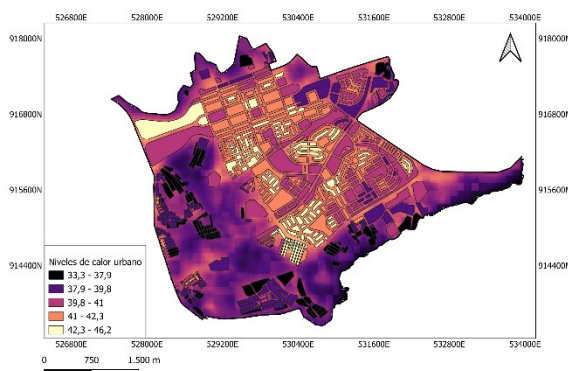 526800E 528000E 529200E 530400E 531600E 532800E 534000E
918000N 918000N
916800N 916800N
915600N 915600N
914400N 914400N
Niveles de calor urbano
33,3 - 37,9
37,9 - 39,8
39,8 - 41
41 - 42,3
42,3 - 46,2
526800E 528000E 529200E 530400E 531600E 532800E 534000E
0 750 1.500 m